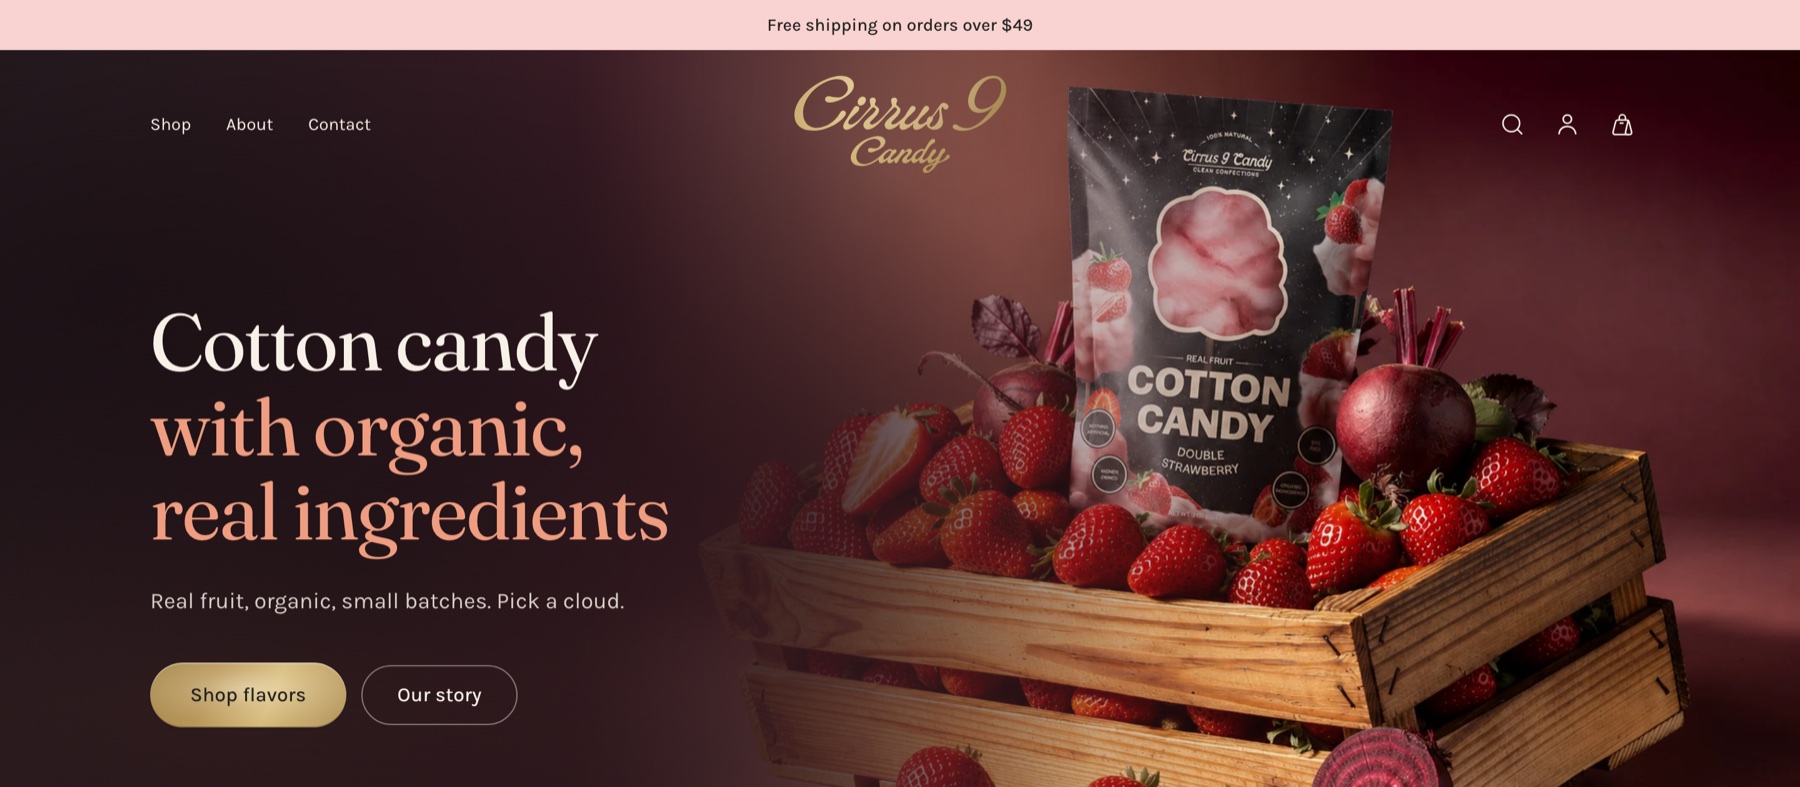 Free shipping on orders over $49
Shop
About
Contact
Cirrus 9
Candy
100% NATURAL
Cirrus 9 Candy
CLEAN CONFECTIONS
REAL FRUIT
COTTON
CANDY
DOUBLE
STRAWBERRY
Cotton candy
with organic,
real ingredients
Real fruit, organic, small batches. Pick a cloud.
Shop flavors
Our story